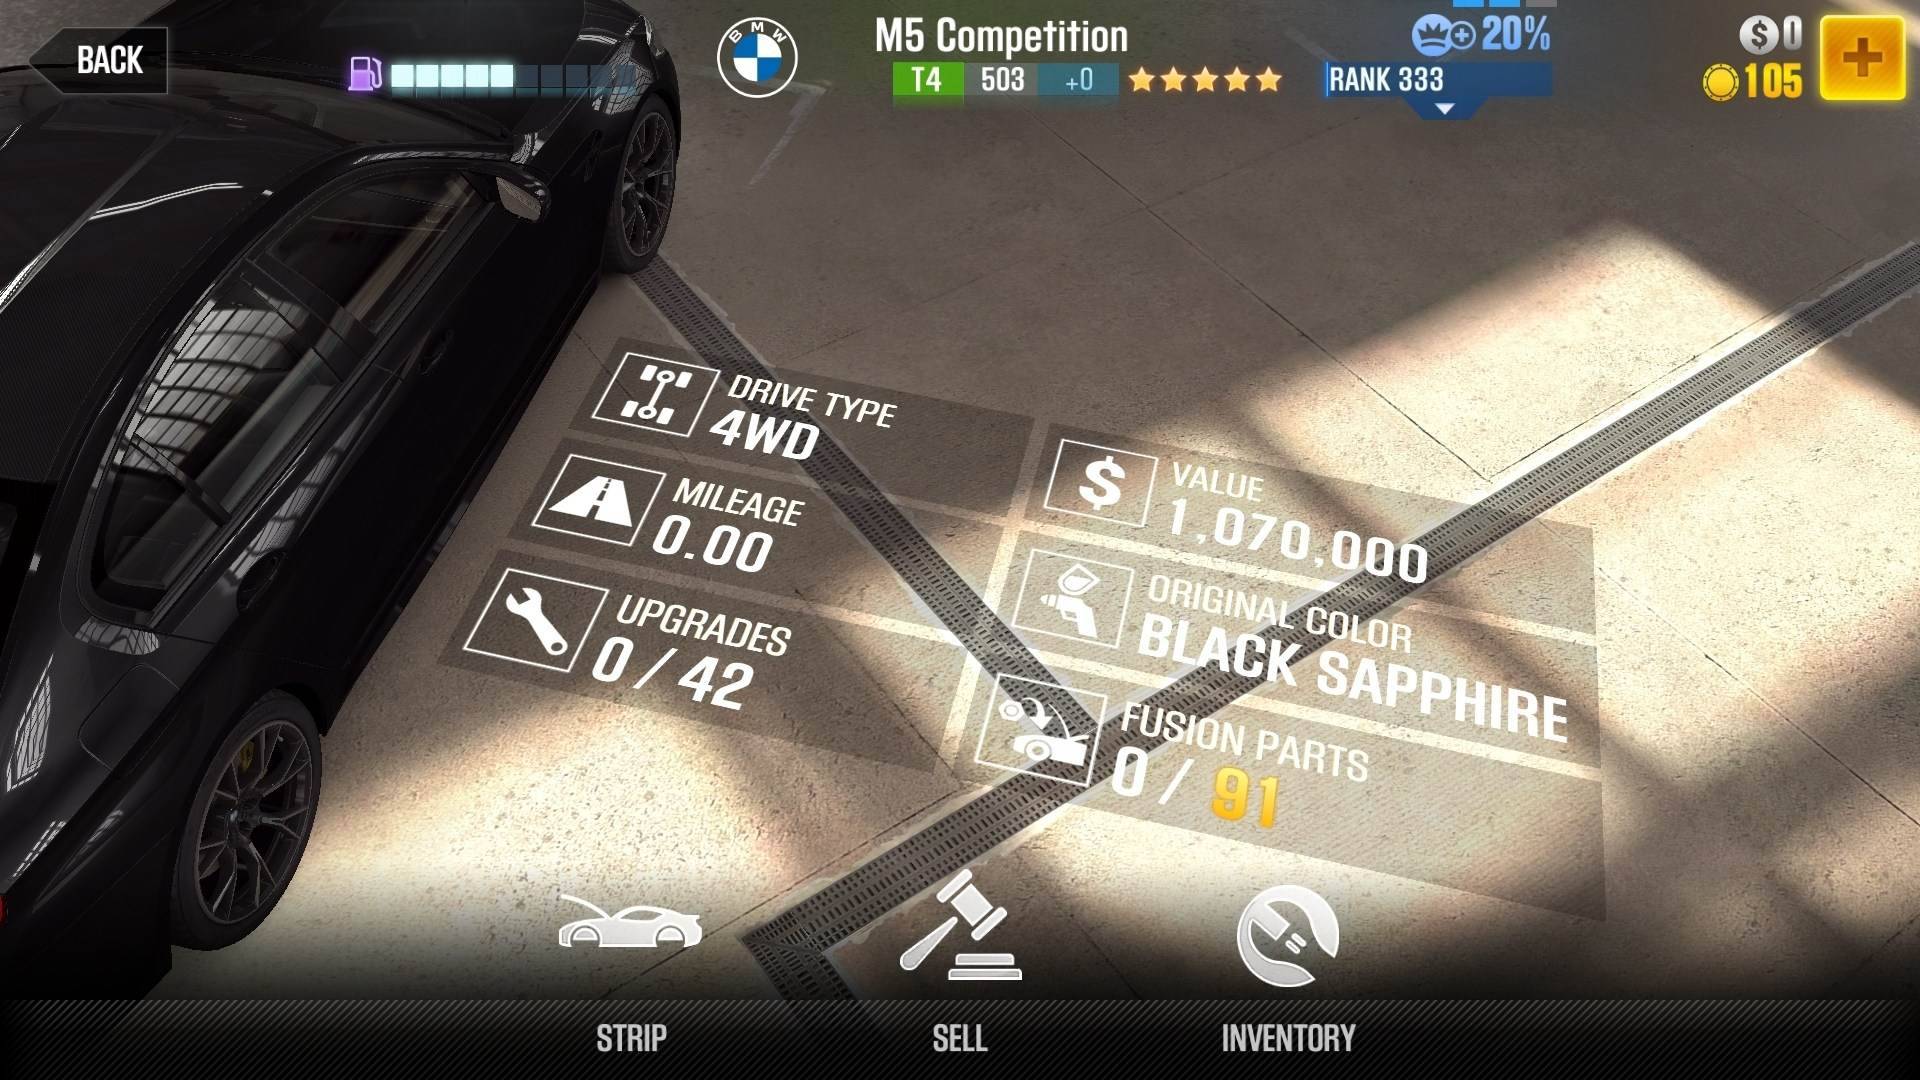 BACK
BMW
M5 Competition
T4 503 +0
20%
RANK 333
$ 0
105
DRIVE TYPE
4WD
MILEAGE
0.00
UPGRADES
0 / 42
$ VALUE
1,070,000
ORIGINAL COLOR
BLACK SAPPHIRE
FUSION PARTS
0 / 91
STRIP
SELL
INVENTORY